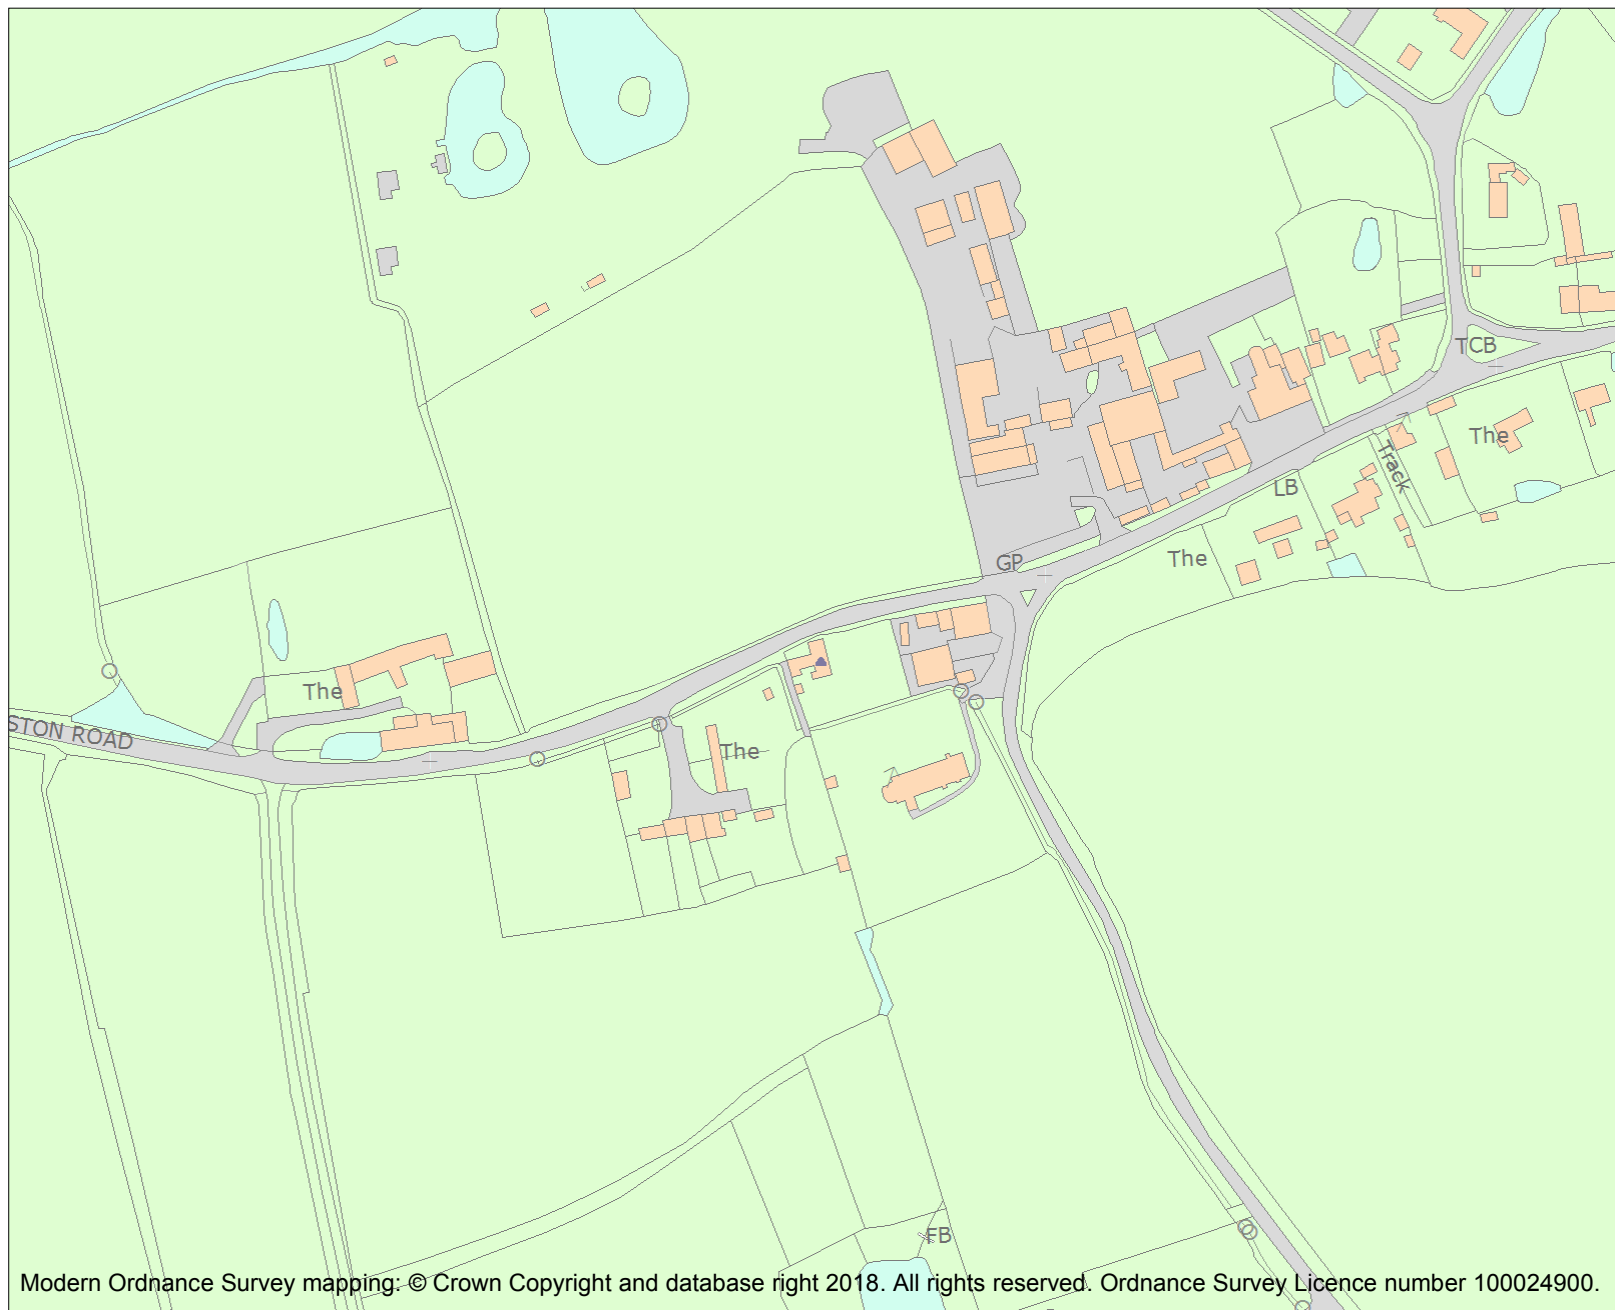 TCB
The
Track
LB
The
GP
The
STON ROAD
The
FB
Modern Ordnance Survey mapping: © Crown Copyright and database right 2018. All rights reserved. Ordnance Survey Licence number 100024900.